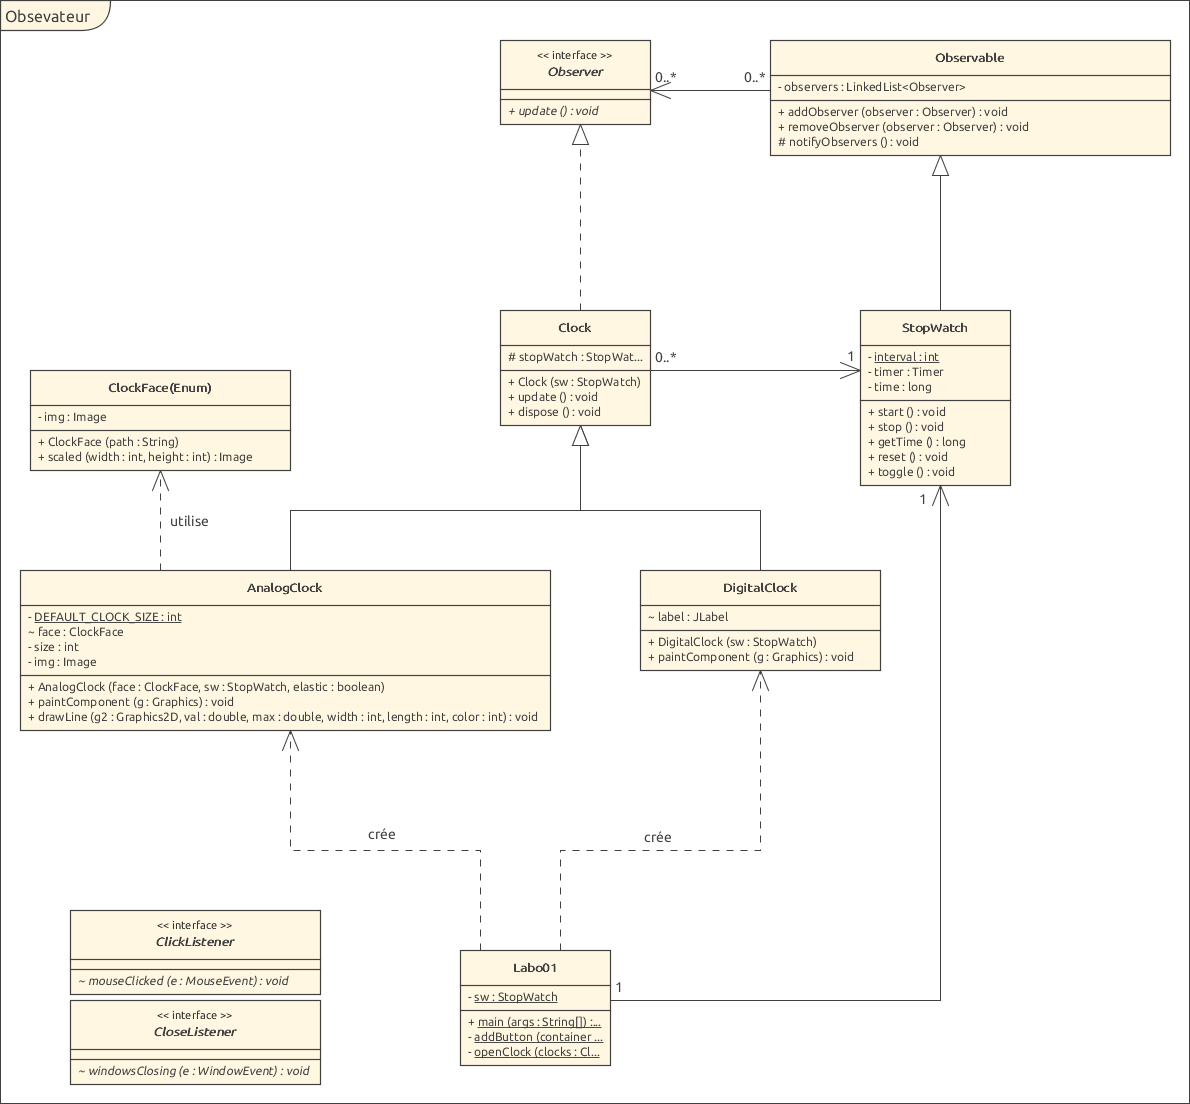 Obsevateur
<< interface >>
Observer
+ update () : void
0..*
0..*
Observable
- observers : LinkedList<Observer>
+ addObserver (observer : Observer) : void
+ removeObserver (observer : Observer) : void
# notifyObservers () : void
Clock
# stopWatch : StopWat...
+ Clock (sw : StopWatch)
+ update () : void
+ dispose () : void
0..*
1
StopWatch
- interval : int
- timer : Timer
- time : long
+ start () : void
+ stop () : void
+ getTime () : long
+ reset () : void
+ toggle () : void
1
ClockFace(Enum)
- img : Image
+ ClockFace (path : String)
+ scaled (width : int, height : int) : Image
utilise
AnalogClock
- DEFAULT_CLOCK_SIZE : int
~ face : ClockFace
- size : int
- img : Image
+ AnalogClock (face : ClockFace, sw : StopWatch, elastic : boolean)
+ paintComponent (g : Graphics) : void
+ drawLine (g2 : Graphics2D, val : double, max : double, width : int, length : int, color : int) : void
DigitalClock
~ label : JLabel
+ DigitalClock (sw : StopWatch)
+ paintComponent (g : Graphics) : void
crée
crée
<< interface >>
ClickListener
~ mouseClicked (e : MouseEvent) : void
<< interface >>
CloseListener
~ windowsClosing (e : WindowEvent) : void
Labo01
- sw : StopWatch
+ main (args : String[]) :...
- addButton (container ...
- openClock (clocks : Cl...
1